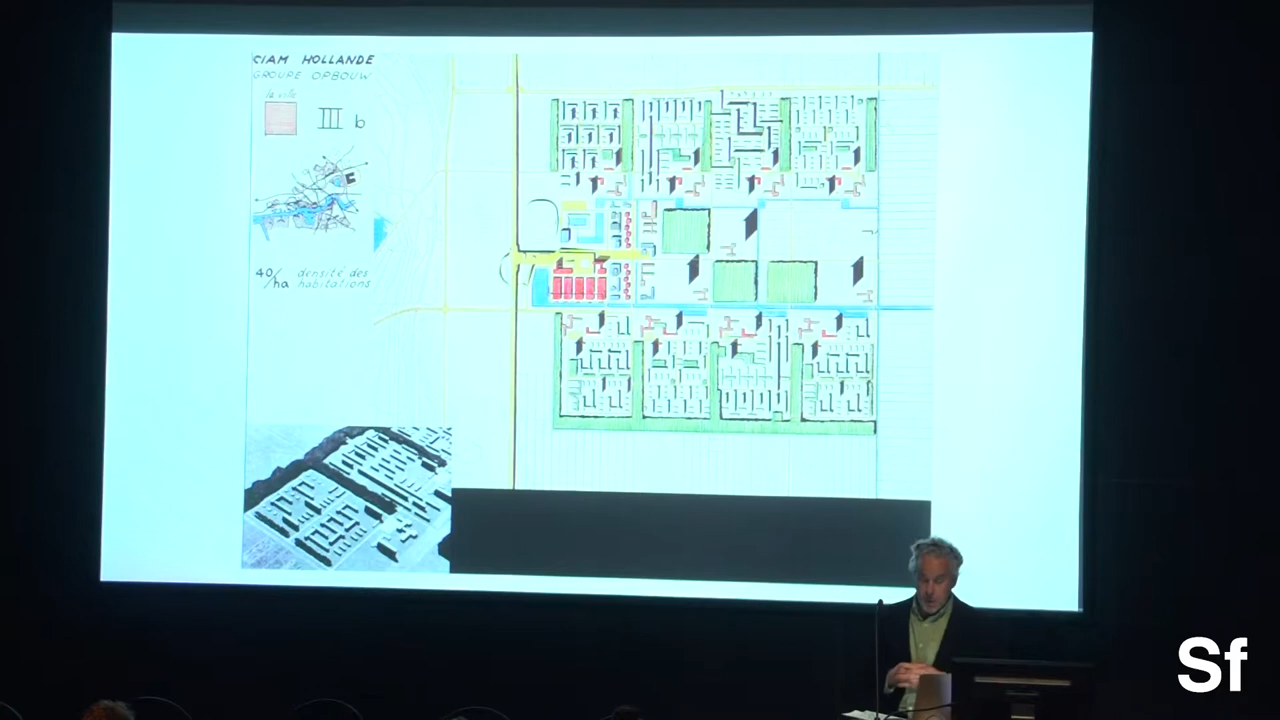 CIAM HOLLANDE
GROUPE OPBOUW
la ville
III b
40/ha densité des
habitations
Sf